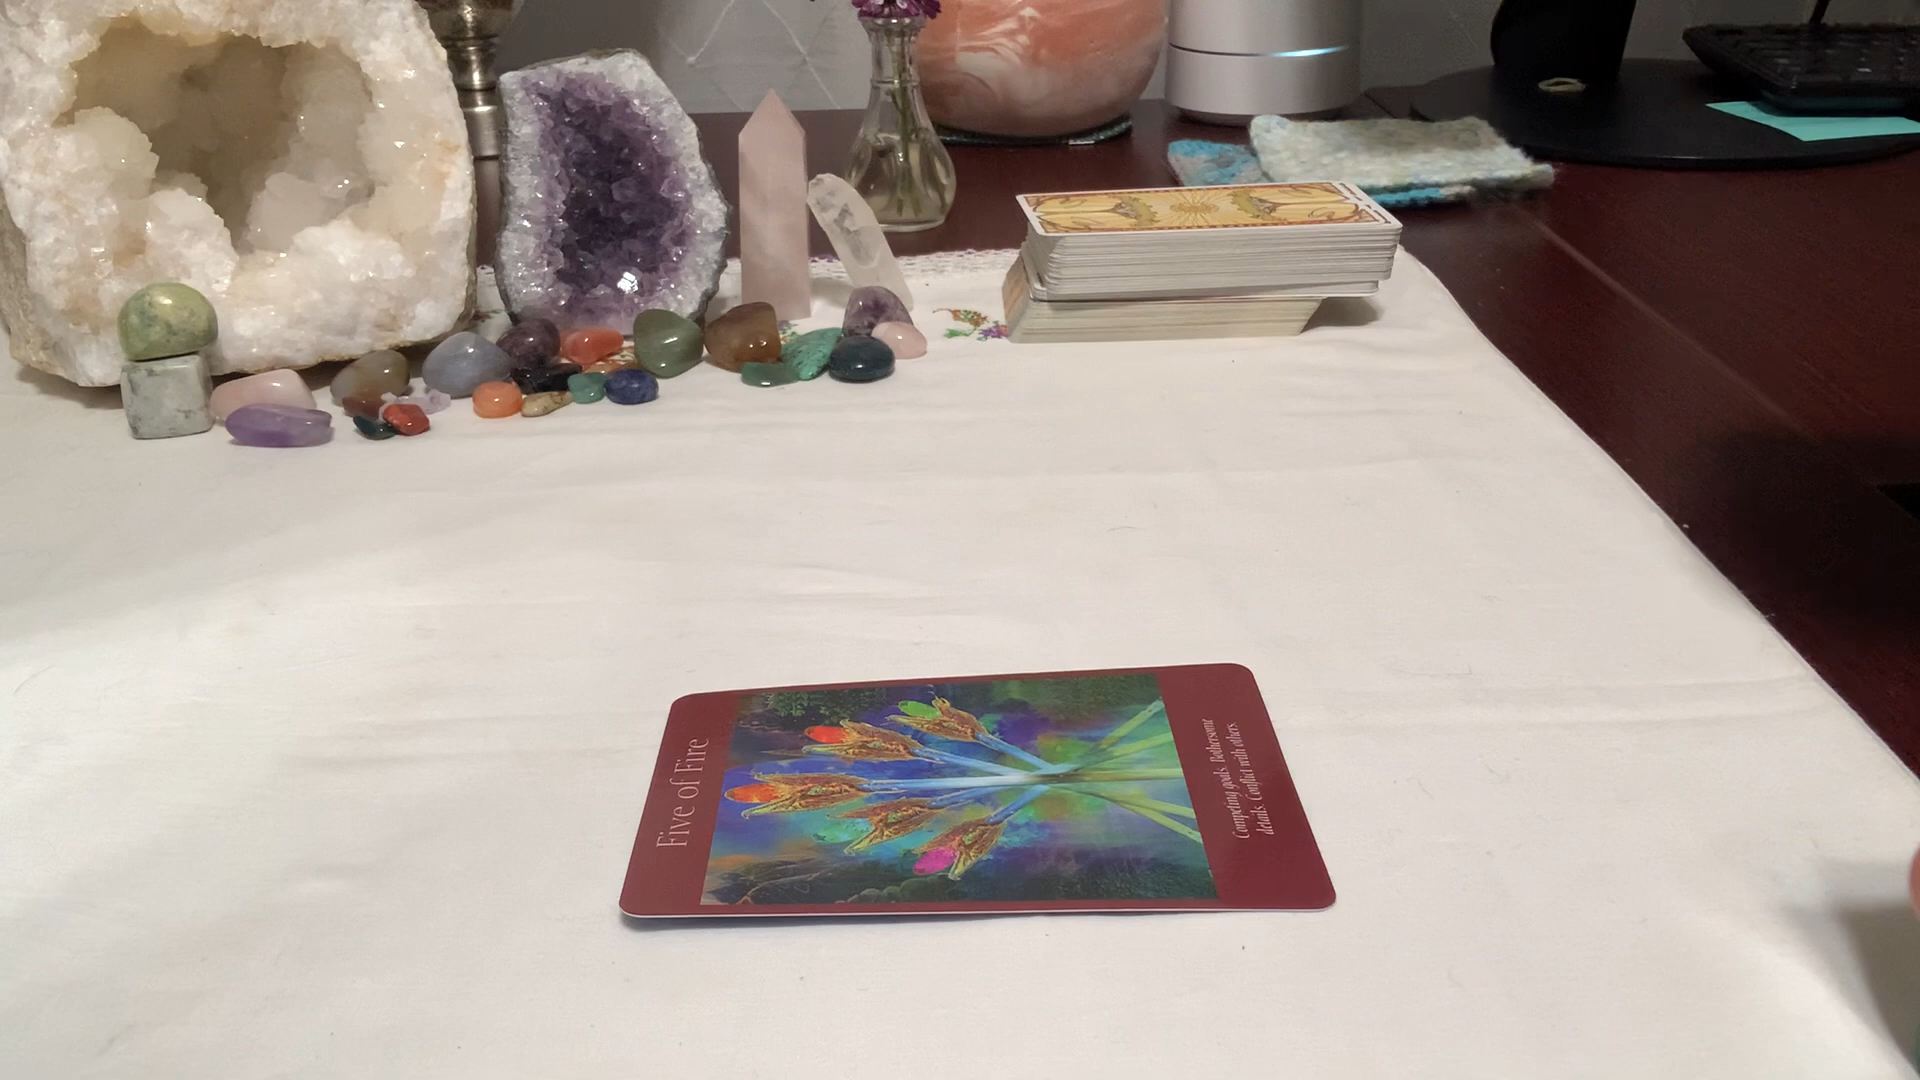 Five of Fire
Competing goals. Bothersome
details. Conflict with others.